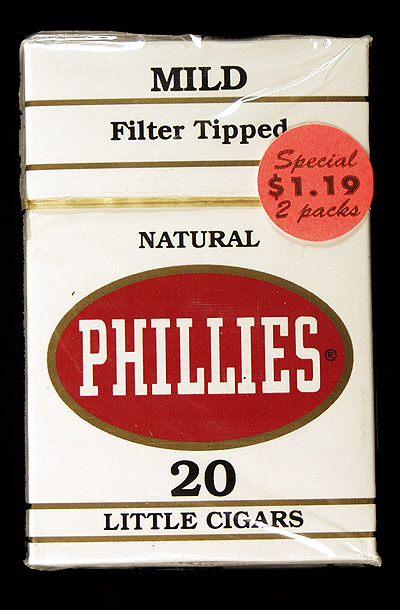 MILD
Filter Tipped
Special
$1.19
2 packs
NATURAL
PHILLIES®
20
LITTLE CIGARS